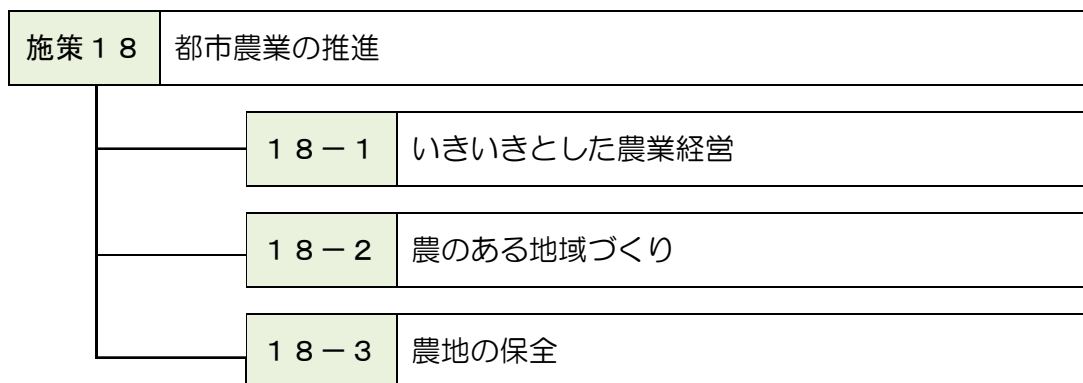 施策１８ 都市農業の推進
１８－１ いきいきとした農業経営
１８－２ 農のある地域づくり
１８－３ 農地の保全